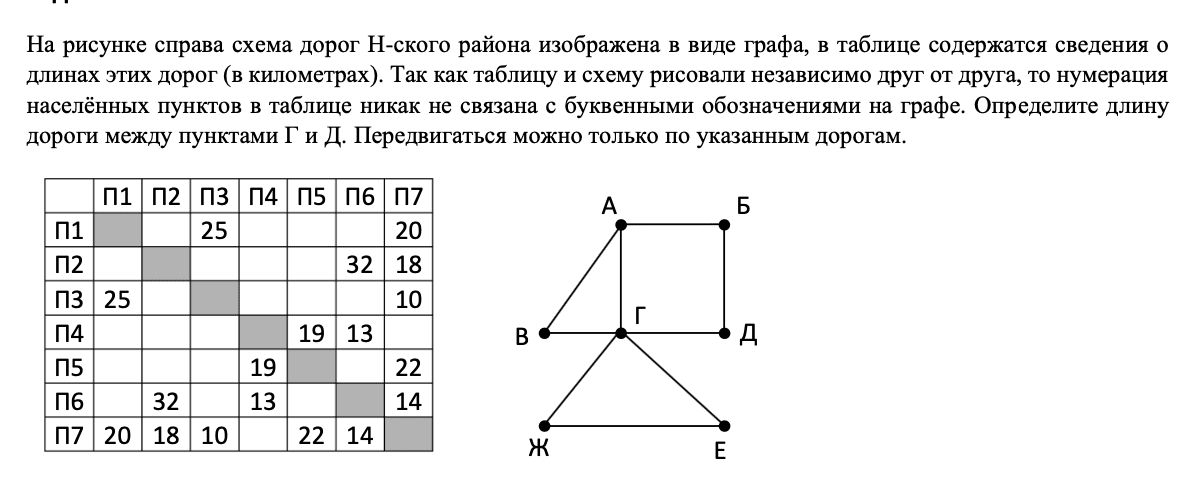 На рисунке справа схема дорог Н-ского района изображена в виде графа, в таблице содержатся сведения о
длинах этих дорог (в километрах). Так как таблицу и схему рисовали независимо друг от друга, то нумерация
населённых пунктов в таблице никак не связана с буквенными обозначениями на графе. Определите длину
дороги между пунктами Г и Д. Передвигаться можно только по указанным дорогам.
П1 П2 П3 П4 П5 П6 П7
П1 25 20
П2 32 18
П3 25 10
П4 19 13
П5 19 22
П6 32 13 14
П7 20 18 10 22 14
А Б
Г
В Д
Ж Е